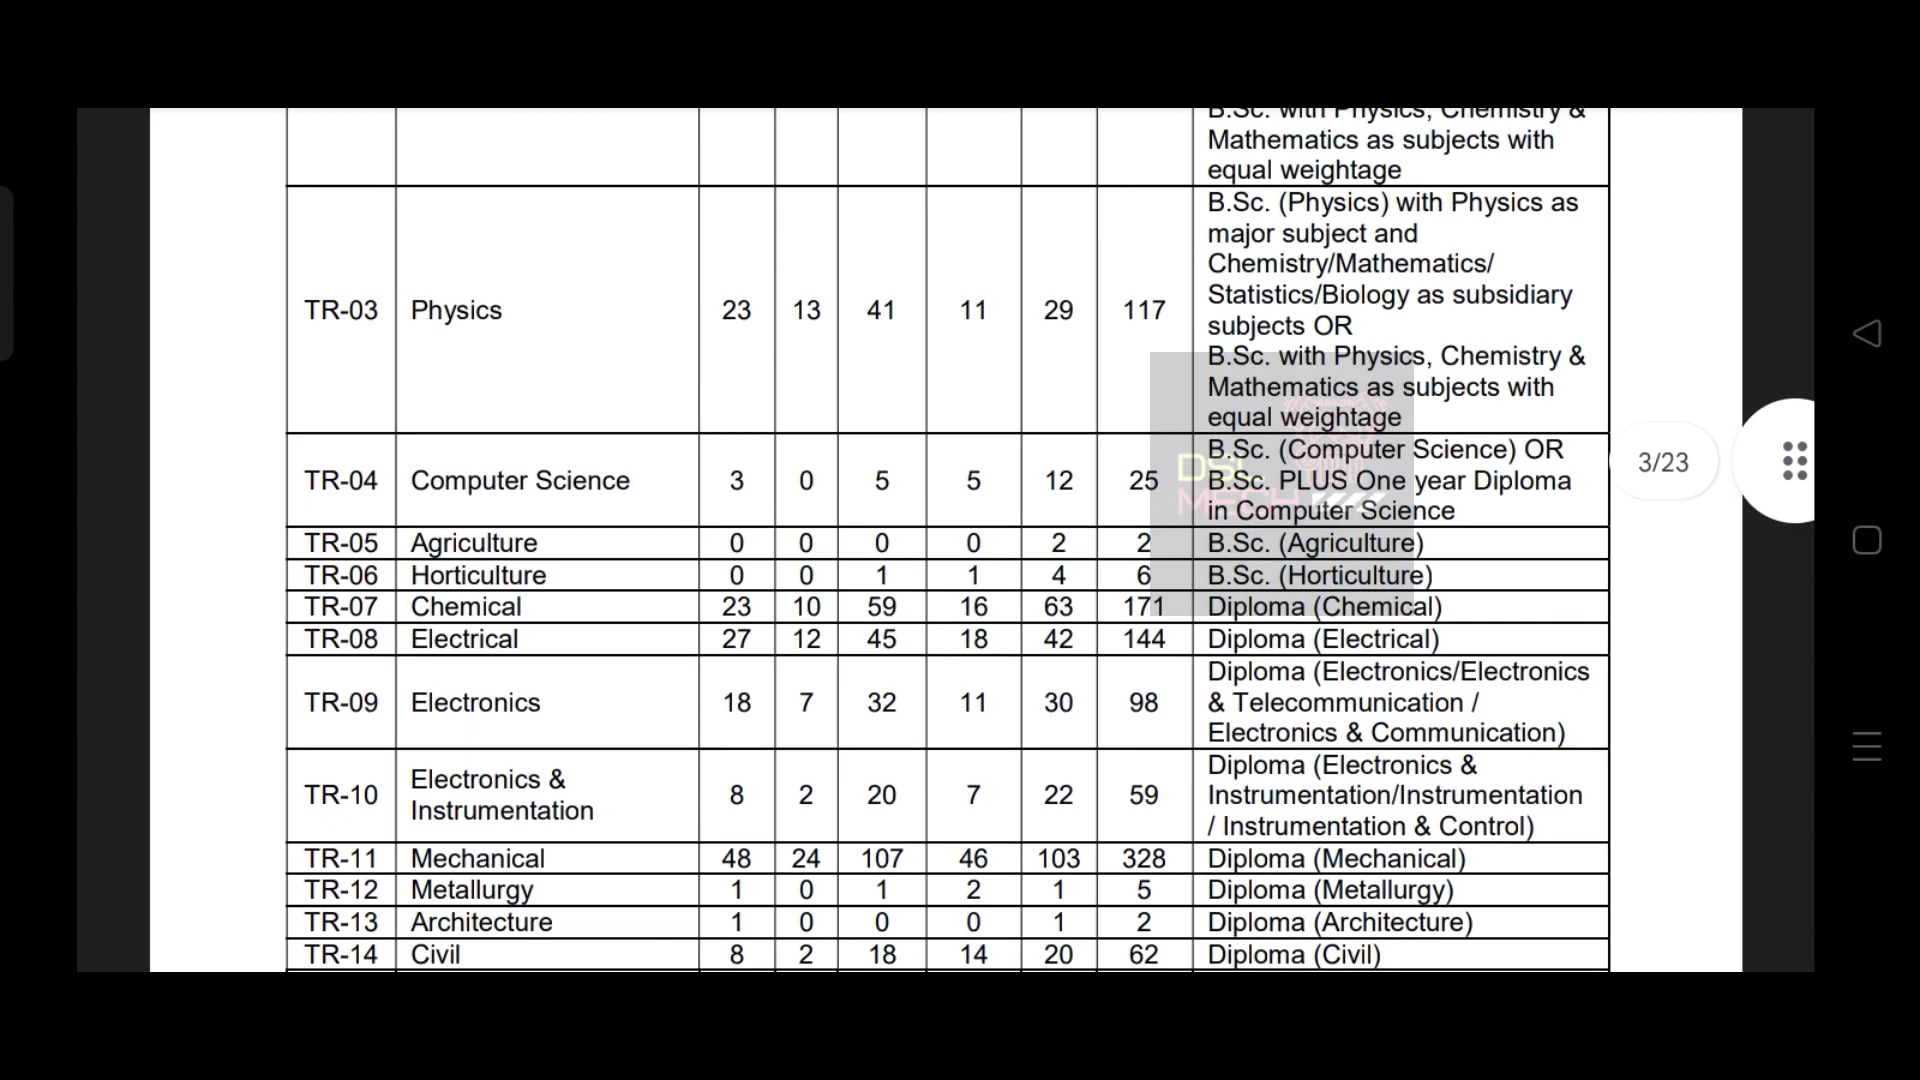 B.Sc. with Physics, Chemistry &
Mathematics as subjects with
equal weightage
TR-03 Physics 23 13 41 11 29 117
B.Sc. (Physics) with Physics as
major subject and
Chemistry/Mathematics/
Statistics/Biology as subsidiary
subjects OR
B.Sc. with Physics, Chemistry &
Mathematics as subjects with
equal weightage
TR-04 Computer Science 3 0 5 5 12 25
B.Sc. (Computer Science) OR
B.Sc. PLUS One year Diploma
in Computer Science
TR-05 Agriculture 0 0 0 0 2 2 B.Sc. (Agriculture)
TR-06 Horticulture 0 0 1 1 4 6 B.Sc. (Horticulture)
TR-07 Chemical 23 10 59 16 63 171 Diploma (Chemical)
TR-08 Electrical 27 12 45 18 42 144 Diploma (Electrical)
TR-09 Electronics 18 7 32 11 30 98
Diploma (Electronics/Electronics
& Telecommunication /
Electronics & Communication)
TR-10 Electronics &
Instrumentation 8 2 20 7 22 59
Diploma (Electronics &
Instrumentation/Instrumentation
/ Instrumentation & Control)
TR-11 Mechanical 48 24 107 46 103 328 Diploma (Mechanical)
TR-12 Metallurgy 1 0 1 2 1 5 Diploma (Metallurgy)
TR-13 Architecture 1 0 0 0 1 2 Diploma (Architecture)
TR-14 Civil 8 2 18 14 20 62 Diploma (Civil)
3/23
MECH